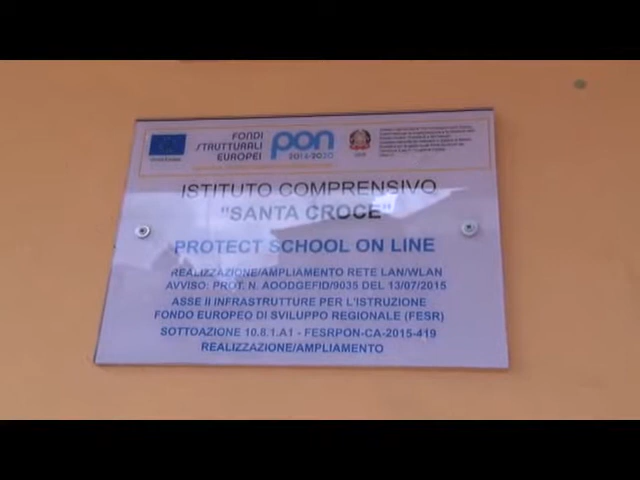 FONDI
STRUTTURALI
EUROPEI
pon
2014-2020
ISTITUTO COMPRENSIVO
"SANTA CROCE"
PROTECT SCHOOL ON LINE
REALIZZAZIONE/AMPLIAMENTO RETE LAN/WLAN
AVVISO: PROT. N. AOODGEFID/9035 DEL 13/07/2015
ASSE II INFRASTRUTTURE PER L'ISTRUZIONE
FONDO EUROPEO DI SVILUPPO REGIONALE (FESR)
SOTTOAZIONE 10.8.1.A1 - FESRPON-CA-2015-419
REALIZZAZIONE/AMPLIAMENTO